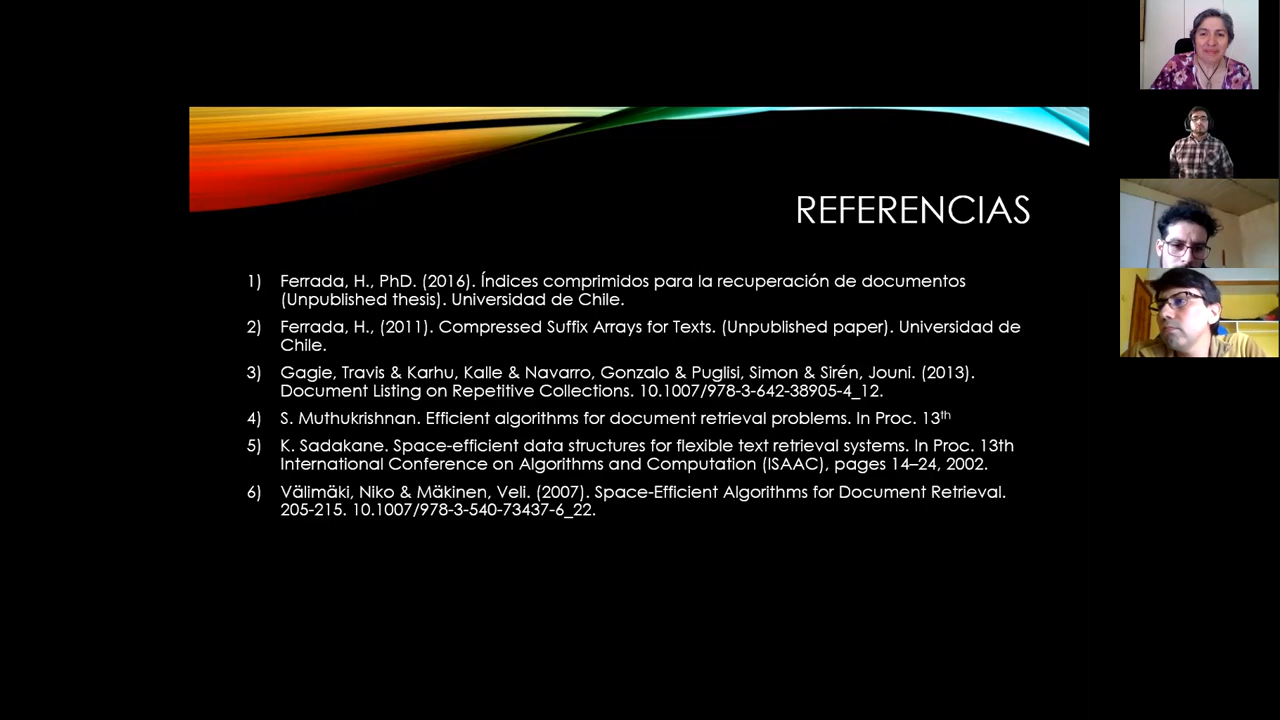 REFERENCIAS
1) Ferrada, H., PhD. (2016). Índices comprimidos para la recuperación de documentos
(Unpublished thesis). Universidad de Chile.
2) Ferrada, H., (2011). Compressed Suffix Arrays for Texts. (Unpublished paper). Universidad de
Chile.
3) Gagie, Travis & Karhu, Kalle & Navarro, Gonzalo & Puglisi, Simon & Sirén, Jouni. (2013).
Document Listing on Repetitive Collections. 10.1007/978-3-642-38905-4_12.
4) S. Muthukrishnan. Efficient algorithms for document retrieval problems. In Proc. 13th
5) K. Sadakane. Space-efficient data structures for flexible text retrieval systems. In Proc. 13th
International Conference on Algorithms and Computation (ISAAC), pages 14–24, 2002.
6) Välimäki, Niko & Mäkinen, Veli. (2007). Space-Efficient Algorithms for Document Retrieval.
205-215. 10.1007/978-3-540-73437-6_22.